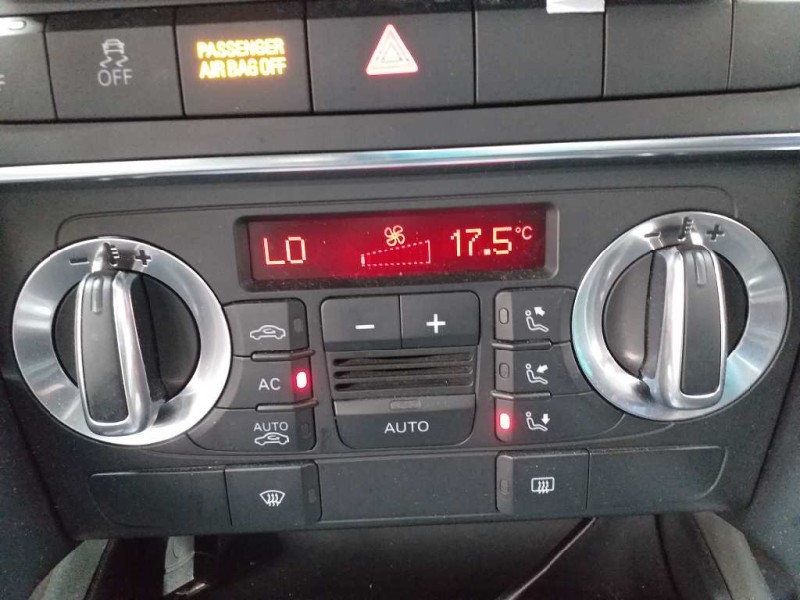 OFF
PASSENGER
AIR BAG OFF
LO 17.5°C
- +
- +
- +
AC
AUTO
AUTO